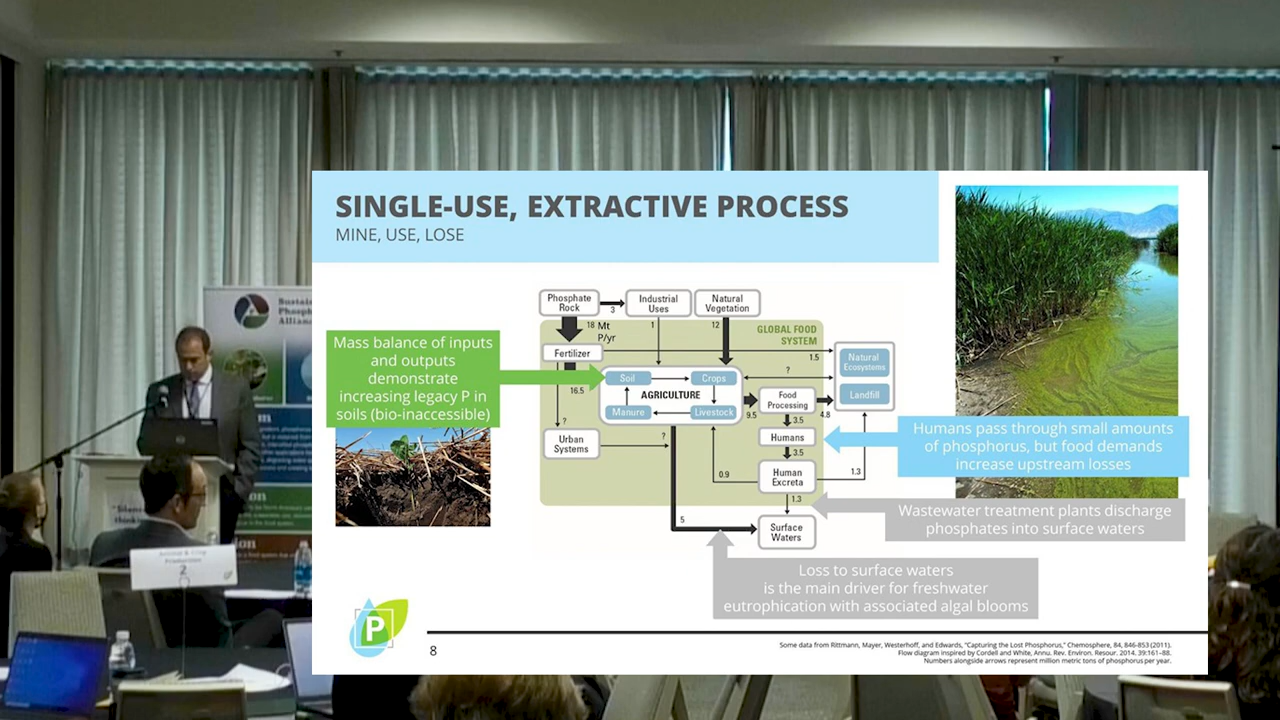 SINGLE-USE, EXTRACTIVE PROCESS
MINE, USE, LOSE
Phosphate
Rock
3
Industrial
Uses
Natural
Vegetation
18 Mt
P/yr
1
12
GLOBAL FOOD
SYSTEM
Fertilizer
1.5
Natural
Ecosystems
Landfill
?
16.5
Soil
Crops
AGRICULTURE
Manure
Livestock
9.5
Food
Processing
4.8
3.5
?
Urban
Systems
?
Humans
3.5
0.9
Human
Excreta
1.3
1.3
5
Surface
Waters
Mass balance of inputs
and outputs
demonstrate
increasing legacy P in
soils (bio-inaccessible)
Humans pass through small amounts
of phosphorus, but food demands
increase upstream losses
Wastewater treatment plants discharge
phosphates into surface waters
Loss to surface waters
is the main driver for freshwater
eutrophication with associated algal blooms
P
8
Some data from Rittmann, Mayer, Westerhoff, and Edwards, "Capturing the Lost Phosphorus," Chemosphere, 84, 846-853 (2011).
Flow diagram inspired by Cordell and White, Annu. Rev. Environ. Resour. 2014. 39:161–88.
Numbers alongside arrows represent million metric tons of phosphorus per year.
Sustain
Phosph
Allianc
2